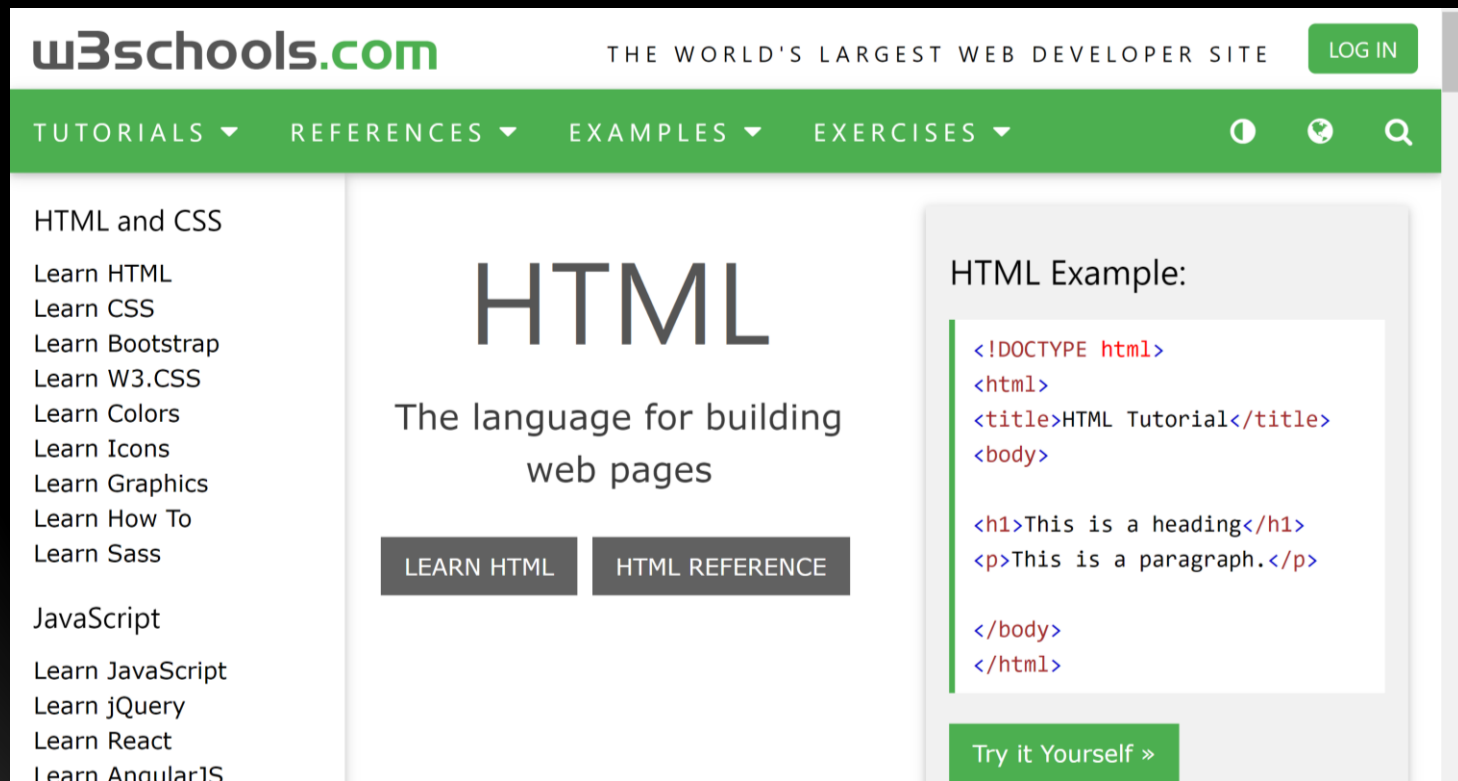 w3schools.com
THE WORLD'S LARGEST WEB DEVELOPER SITE
LOG IN
TUTORIALS
REFERENCES
EXAMPLES
EXERCISES
HTML and CSS
Learn HTML
Learn CSS
Learn Bootstrap
Learn W3.CSS
Learn Colors
Learn Icons
Learn Graphics
Learn How To
Learn Sass
JavaScript
Learn JavaScript
Learn jQuery
Learn React
Learn AngularJS
HTML
The language for building
web pages
LEARN HTML
HTML REFERENCE
HTML Example:
<!DOCTYPE html>
<html>
<title>HTML Tutorial</title>
<body>
<h1>This is a heading</h1>
<p>This is a paragraph.</p>
</body>
</html>
Try it Yourself »